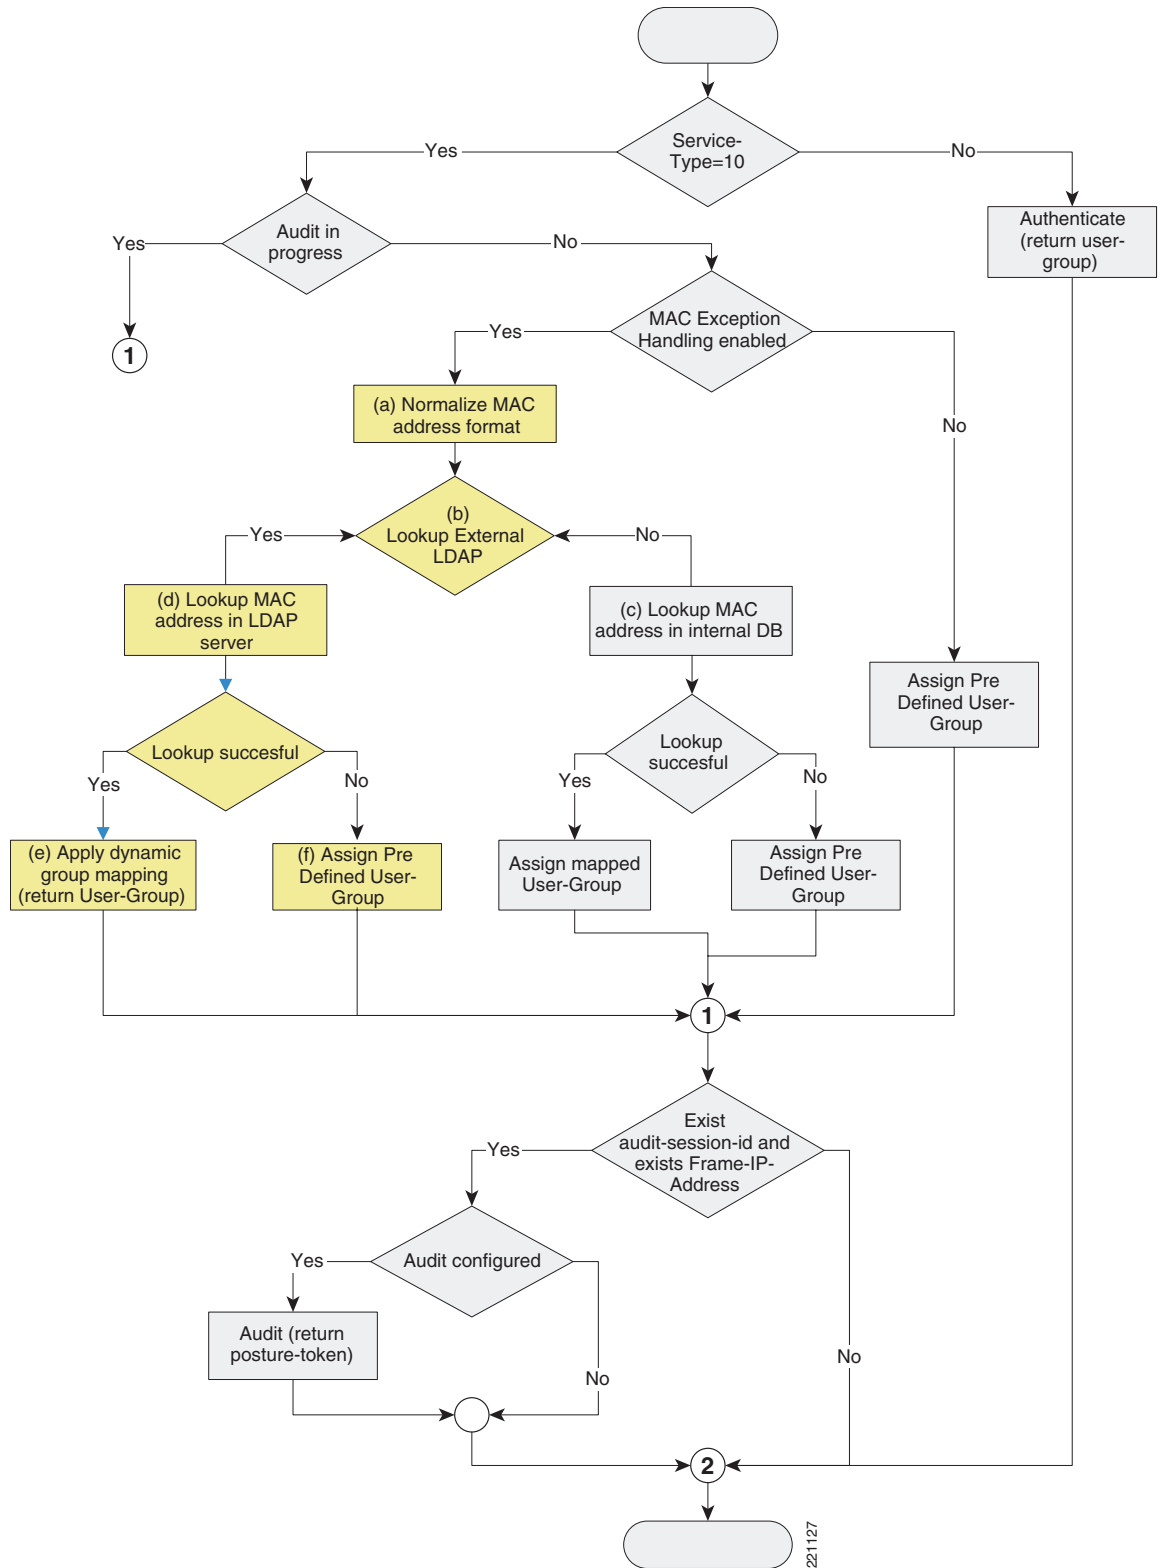 Service-
Type=10
Yes
No
Authenticate
(return user-
group)
Audit in
progress
Yes
No
1
MAC Exception
Handling enabled
Yes
No
(a) Normalize MAC
address format
(b)
Lookup External
LDAP
Yes
No
(d) Lookup MAC
address in LDAP
server
(c) Lookup MAC
address in internal DB
Assign Pre
Defined User-
Group
Lookup succesful
Yes
No
Lookup
succesful
Yes
No
(e) Apply dynamic
group mapping
(return User-Group)
(f) Assign Pre
Defined User-
Group
Assign mapped
User-Group
Assign Pre
Defined User-
Group
1
Exist
audit-session-id and
exists Frame-IP-
Address
Yes
No
Audit configured
Yes
No
Audit (return
posture-token)
2
221127